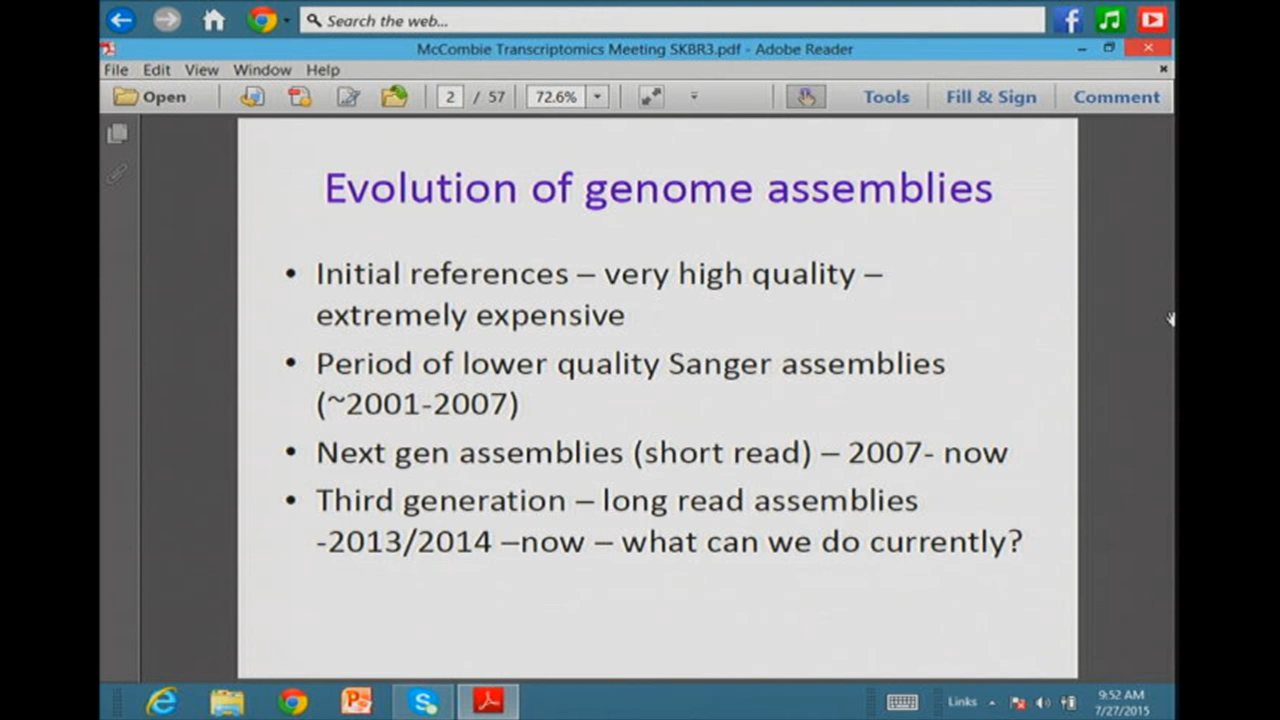 Search the web...
McCombie Transcriptomics Meeting SKBR3.pdf - Adobe Reader
File Edit View Window Help
Open 2 / 57 72.6% Tools Fill & Sign Comment
Evolution of genome assemblies
• Initial references – very high quality –
extremely expensive
• Period of lower quality Sanger assemblies
(~2001-2007)
• Next gen assemblies (short read) – 2007- now
• Third generation – long read assemblies
-2013/2014 –now – what can we do currently?
Links 9:52 AM
7/27/2015